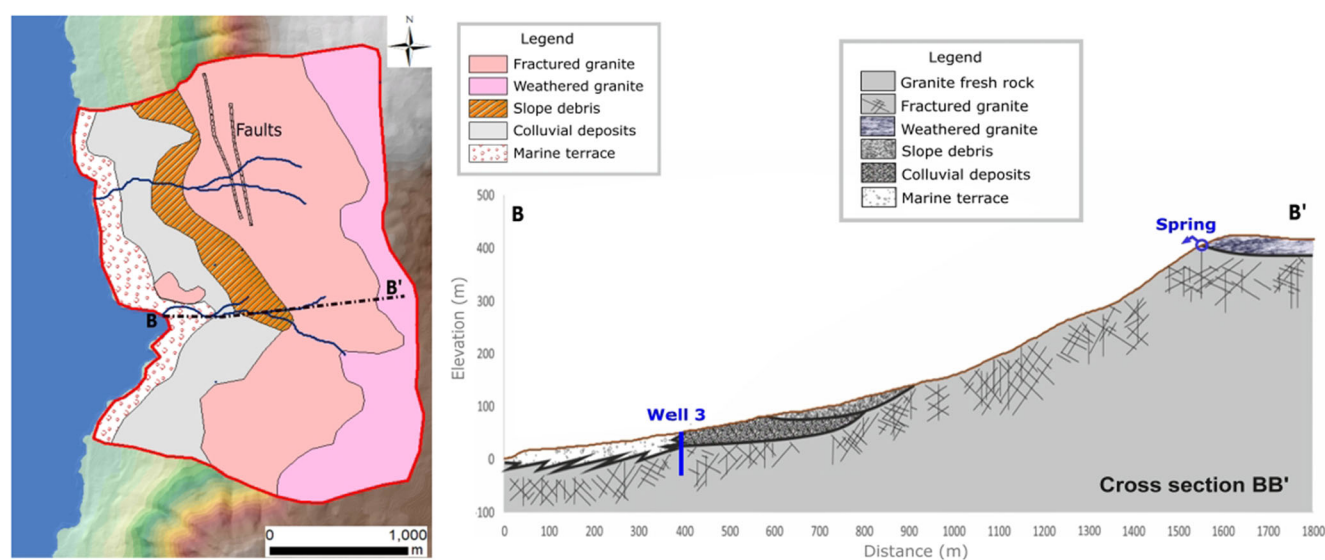 N
Legend
Fractured granite
Weathered granite
Slope debris
Colluvial deposits
Marine terrace
Faults
B
B'
0
1,000
m
Legend
Granite fresh rock
Fractured granite
Weathered granite
Slope debris
Colluvial deposits
Marine terrace
B
B'
Spring
Well 3
Cross section BB'
Elevation (m)
500
400
300
200
100
0
-100
0 100 200 300 400 500 600 700 800 900 1000 1100 1200 1300 1400 1500 1600 1700 1800
Distance (m)